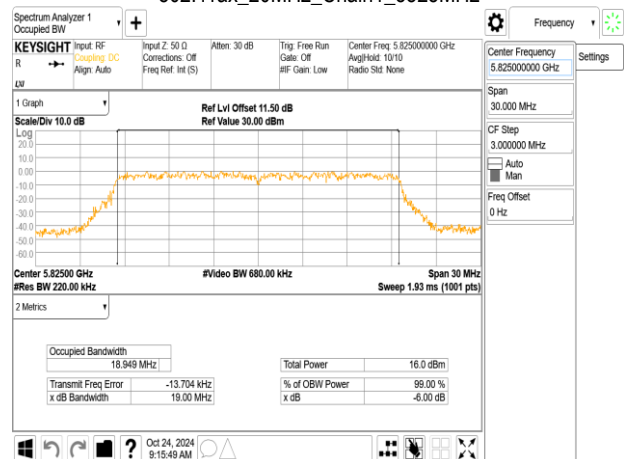 Spectrum Analyzer 1
Occupied BW
Frequency
KEYSIGHT
R
Input: RF
Coupling: DC
Align: Auto
Input Z: 50 Ω
Corrections: Off
Freq Ref: Int (S)
Atten: 30 dB
Trig: Free Run
Gate: Off
#IF Gain: Low
Center Freq: 5.825000000 GHz
Avg|Hold: 10/10
Radio Std: None
Center Frequency
5.825000000 GHz
Settings
Span
30.000 MHz
CF Step
3.000000 MHz
Auto
Man
Freq Offset
0 Hz
1 Graph
Scale/Div 10.0 dB
Ref Lvl Offset 11.50 dB
Ref Value 30.00 dBm
Log
20.0
10.0
0.00
-10.0
-20.0
-30.0
-40.0
-50.0
-60.0
Center 5.82500 GHz
#Video BW 680.00 kHz
Span 30 MHz
#Res BW 220.00 kHz
Sweep 1.93 ms (1001 pts)
2 Metrics
Occupied Bandwidth
18.949 MHz
Total Power 16.0 dBm
Transmit Freq Error -13.704 kHz
% of OBW Power 99.00 %
x dB Bandwidth 19.00 MHz
x dB -6.00 dB
?
Oct 24, 2024
9:15:49 AM